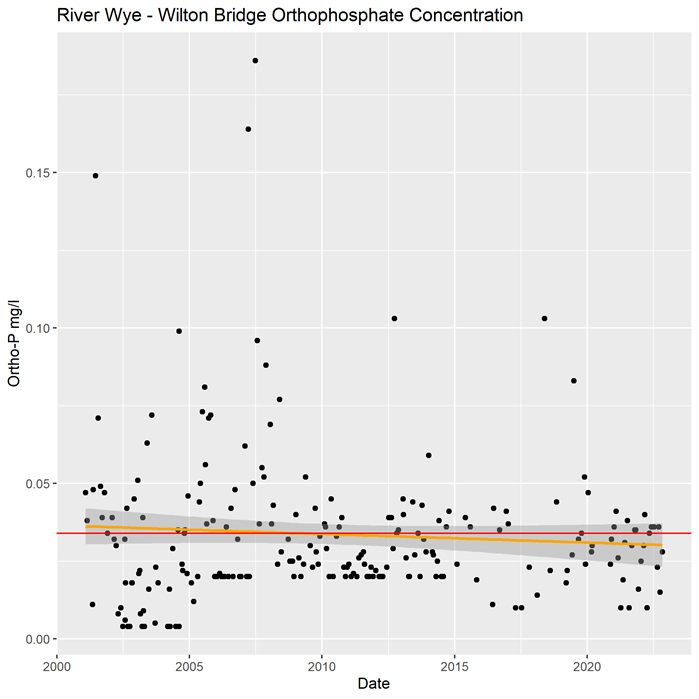 River Wye - Wilton Bridge Orthophosphate Concentration
0.15
0.10
0.05
0.00
Ortho-P mg/l
2000 2005 2010 2015 2020
Date